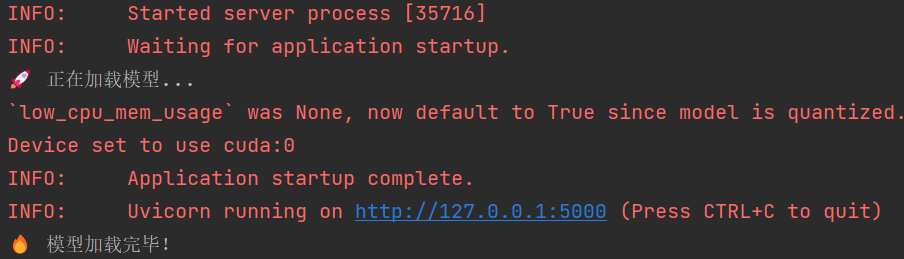 INFO:     Started server process [35716]
INFO:     Waiting for application startup.
🚀 正在加载模型...
`low_cpu_mem_usage` was None, now default to True since model is quantized.
Device set to use cuda:0
INFO:     Application startup complete.
INFO:     Uvicorn running on http://127.0.0.1:5000 (Press CTRL+C to quit)
🔥 模型加载完毕!